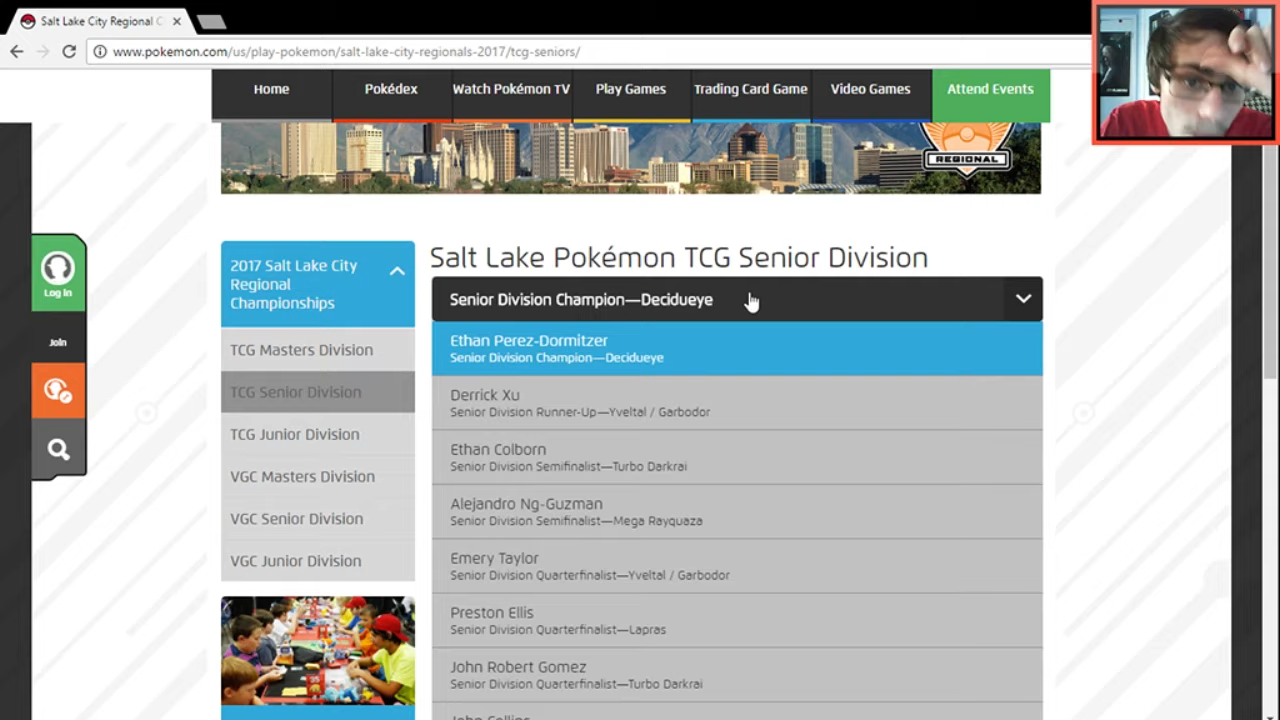 Salt Lake City Regional C
www.pokemon.com/us/play-pokemon/salt-lake-city-regionals-2017/tcg-seniors/
Home
Pokédex
Watch Pokémon TV
Play Games
Trading Card Game
Video Games
Attend Events
REGIONAL
Log In
Join
2017 Salt Lake City
Regional
Championships
TCG Masters Division
TCG Senior Division
TCG Junior Division
VGC Masters Division
VGC Senior Division
VGC Junior Division
Salt Lake Pokémon TCG Senior Division
Senior Division Champion—Decidueye
Ethan Perez-Dormitzer
Senior Division Champion—Decidueye
Derrick Xu
Senior Division Runner-Up—Yveltal / Garbodor
Ethan Colborn
Senior Division Semifinalist—Turbo Darkrai
Alejandro Ng-Guzman
Senior Division Semifinalist—Mega Rayquaza
Emery Taylor
Senior Division Quarterfinalist—Yveltal / Garbodor
Preston Ellis
Senior Division Quarterfinalist—Lapras
John Robert Gomez
Senior Division Quarterfinalist—Turbo Darkrai
John Collins